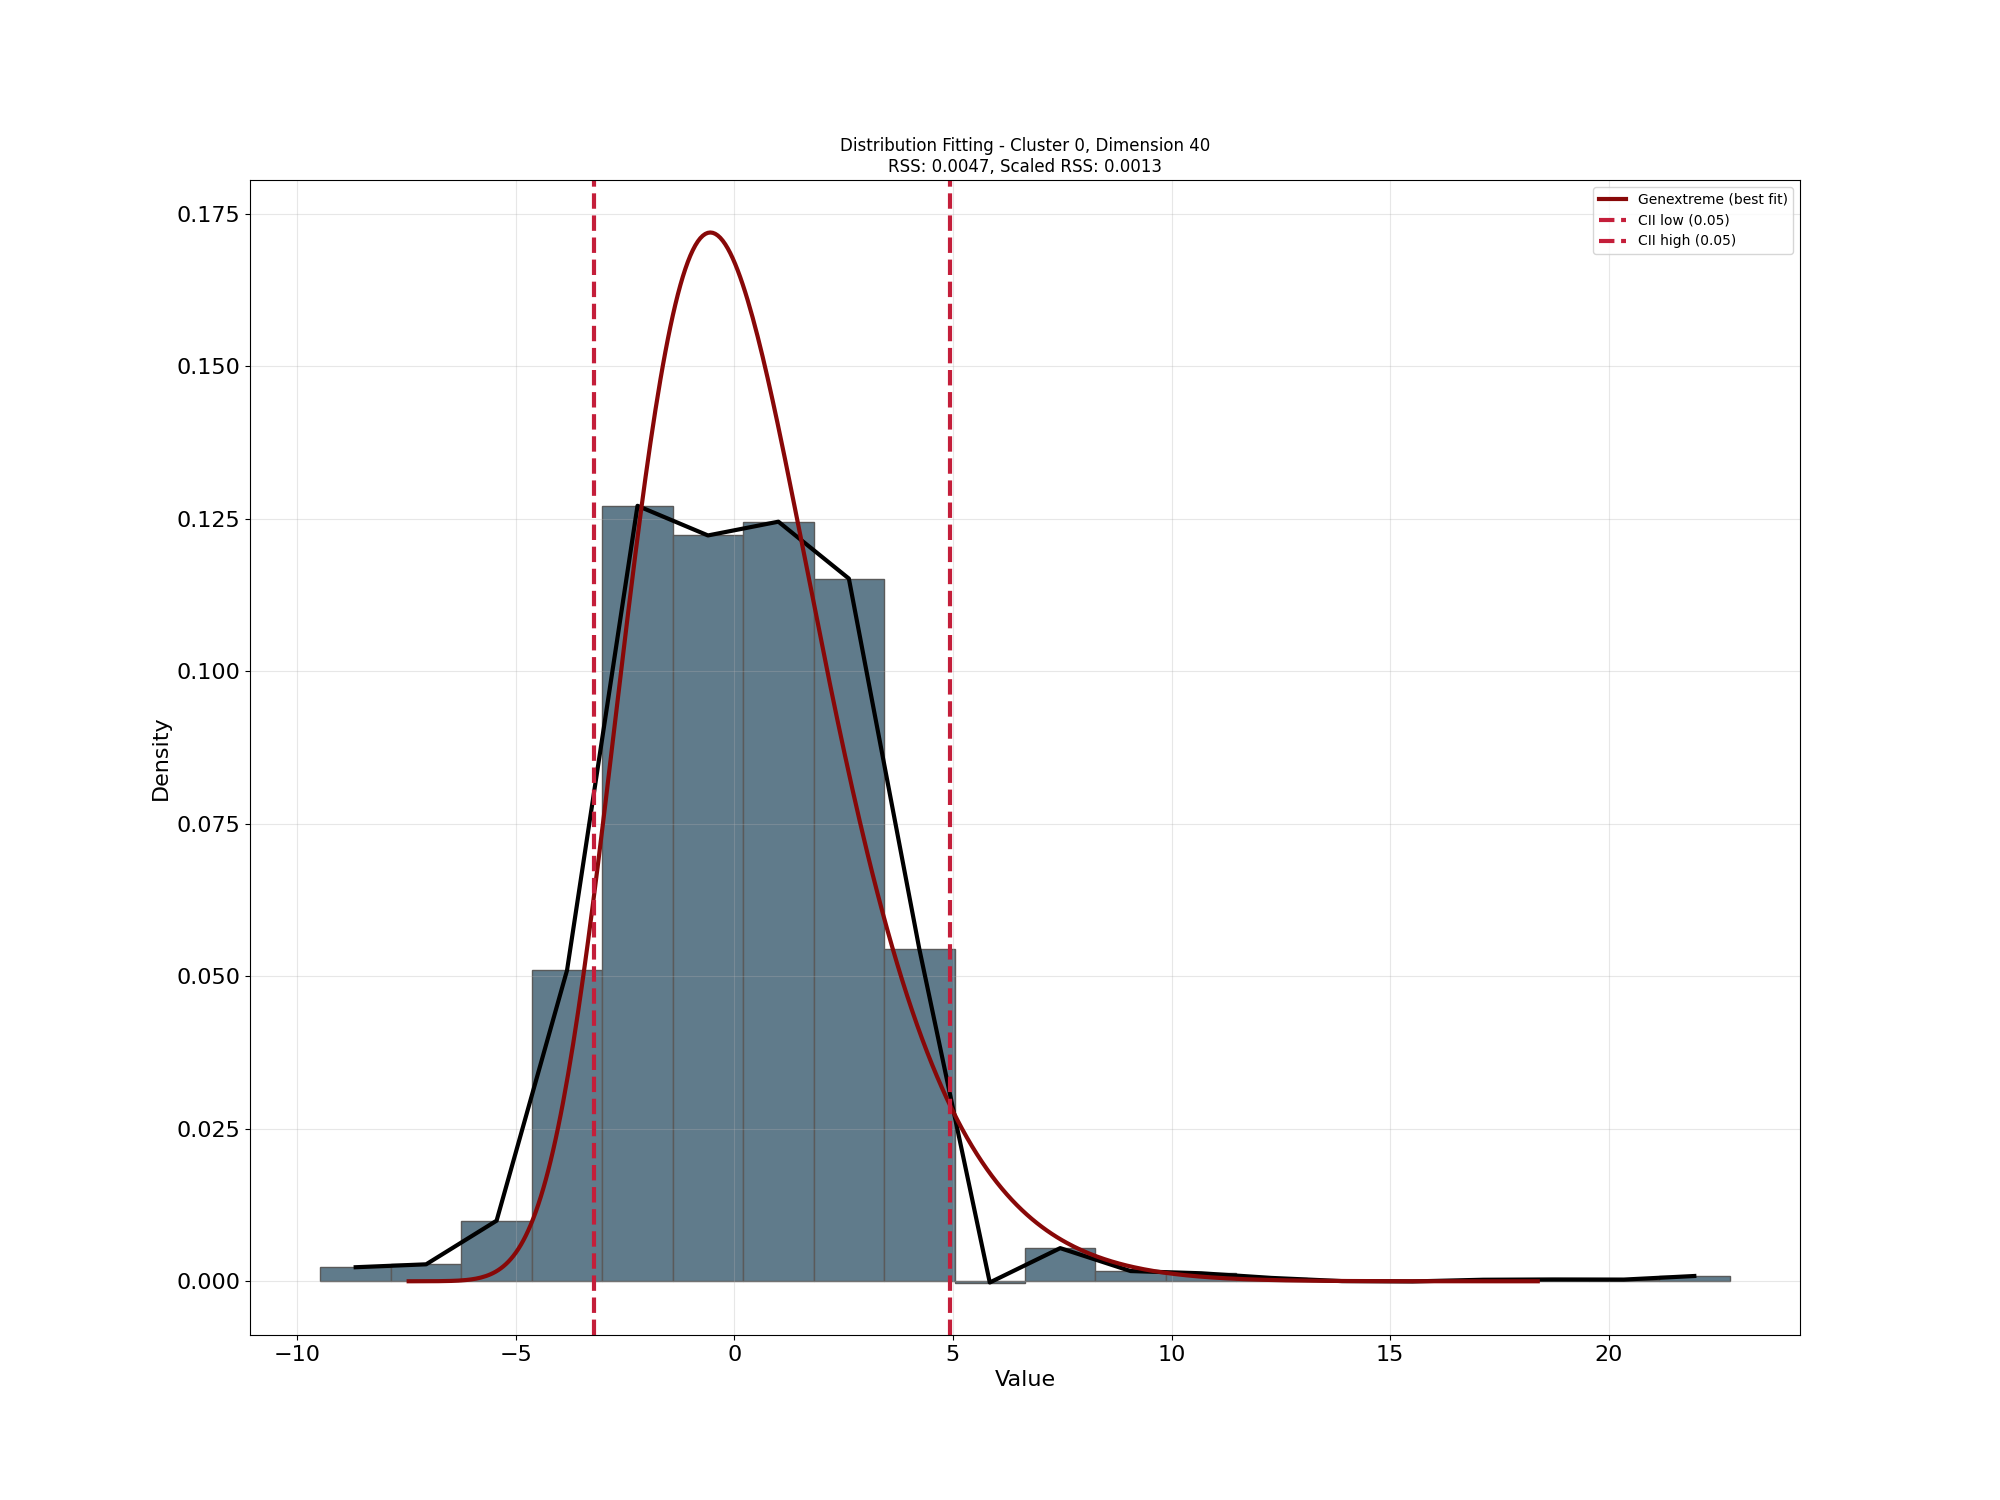 Distribution Fitting - Cluster 0, Dimension 40
RSS: 0.0047, Scaled RSS: 0.0013
Genextreme (best fit)
CII low (0.05)
CII high (0.05)
0.175
0.150
0.125
0.100
0.075
0.050
0.025
0.000
Density
−10 −5 0 5 10 15 20
Value